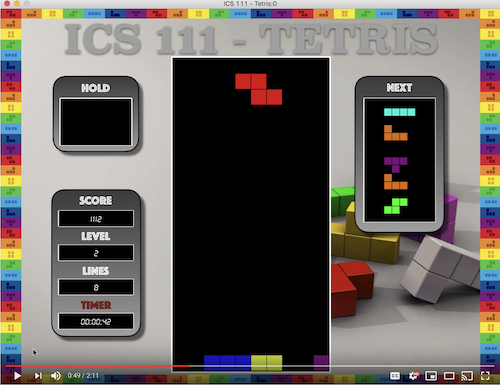 ICS 111 - Tetris:0
ICS 111 - TETRIS
HOLD
NEXT
SCORE
1112
LEVEL
2
LINES
8
TIMER
00:00:42
0:49 / 2:11
CC